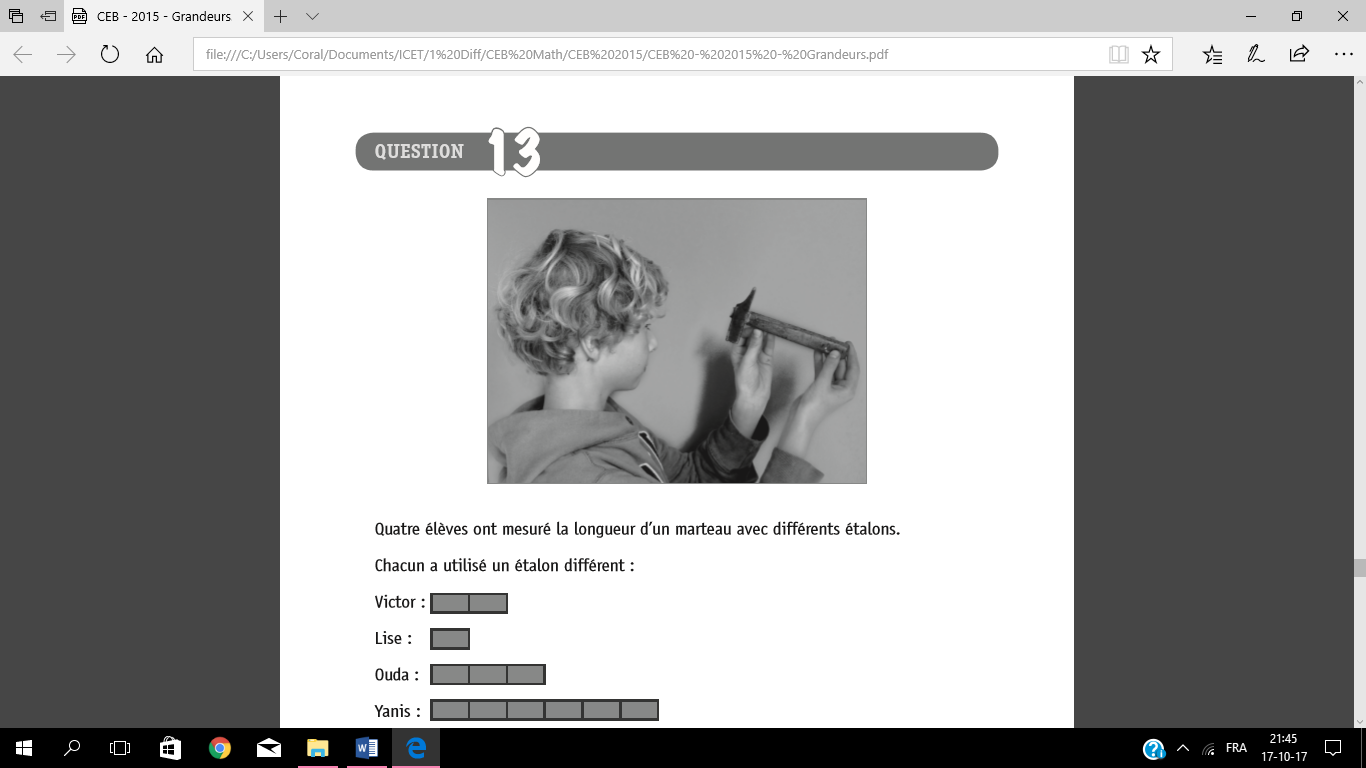 CEB - 2015 - Grandeurs
file:///C:/Users/Coral/Documents/ICET/1%20Diff/CEB%20Math/CEB%202015/CEB%20-%202015%20-%20Grandeurs.pdf
QUESTION 13
Quatre élèves ont mesuré la longueur d'un marteau avec différents étalons.
Chacun a utilisé un étalon différent :
Victor :
Lise :
Ouda :
Yanis :
FRA
21:45
17-10-17